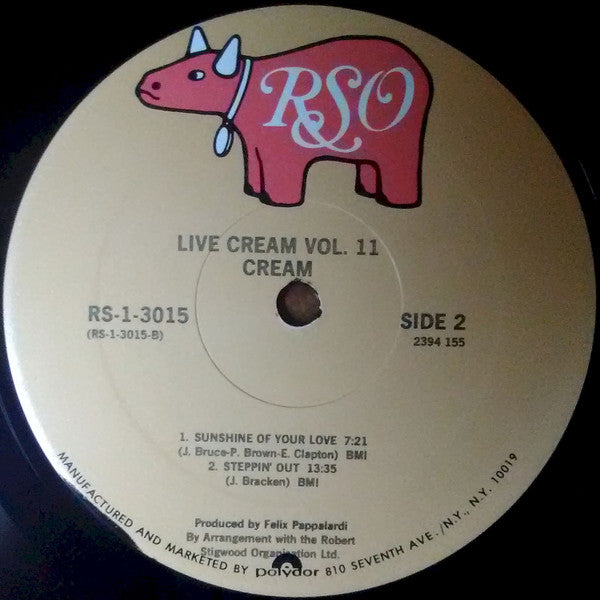 RSO
LIVE CREAM VOL. 11
CREAM
RS-1-3015
(RS-1-3015-B)
SIDE 2
2394 155
1. SUNSHINE OF YOUR LOVE 7:21
(J. Bruce-P. Brown-E. Clapton) BMI
2. STEPPIN' OUT 13:35
(J. Bracken) BMI
Produced by Felix Pappalardi
By Arrangement with the Robert
Stigwood Organisation Ltd.
MANUFACTURED AND MARKETED BY polydor 810 SEVENTH AVE./N.Y., N.Y. 10019